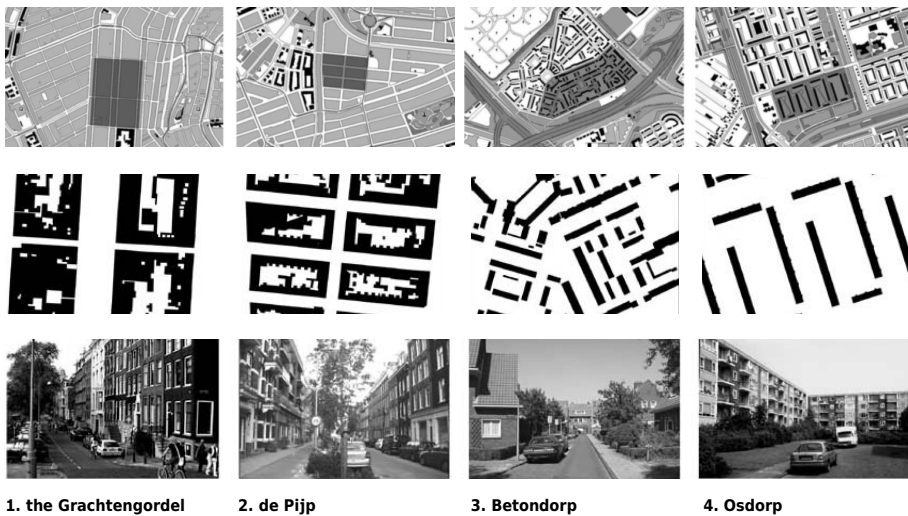 1. the Grachtengordel
2. de Pijp
3. Betondorp
4. Osdorp